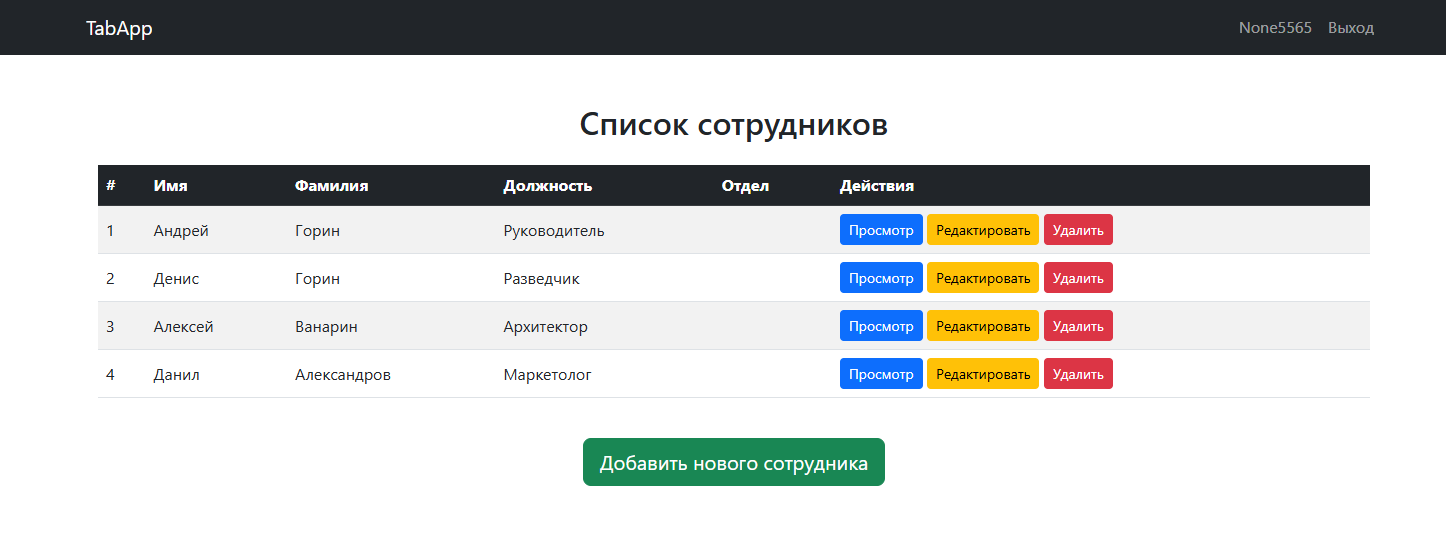 TabApp None5565 Выход
Список сотрудников
# Имя Фамилия Должность Отдел Действия
1 Андрей Горин Руководитель Просмотр Редактировать Удалить
2 Денис Горин Разведчик Просмотр Редактировать Удалить
3 Алексей Ванарин Архитектор Просмотр Редактировать Удалить
4 Данил Александров Маркетолог Просмотр Редактировать Удалить
Добавить нового сотрудника